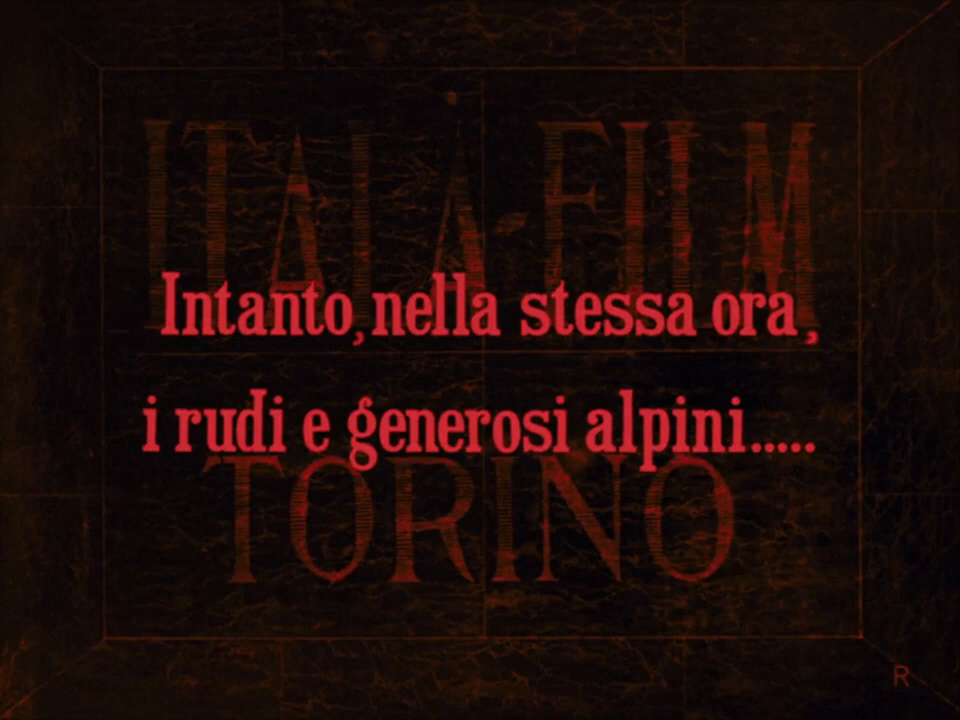 ITALA-FILM
Intanto, nella stessa ora,
i rudi e generosi alpini.....
TORINO
R